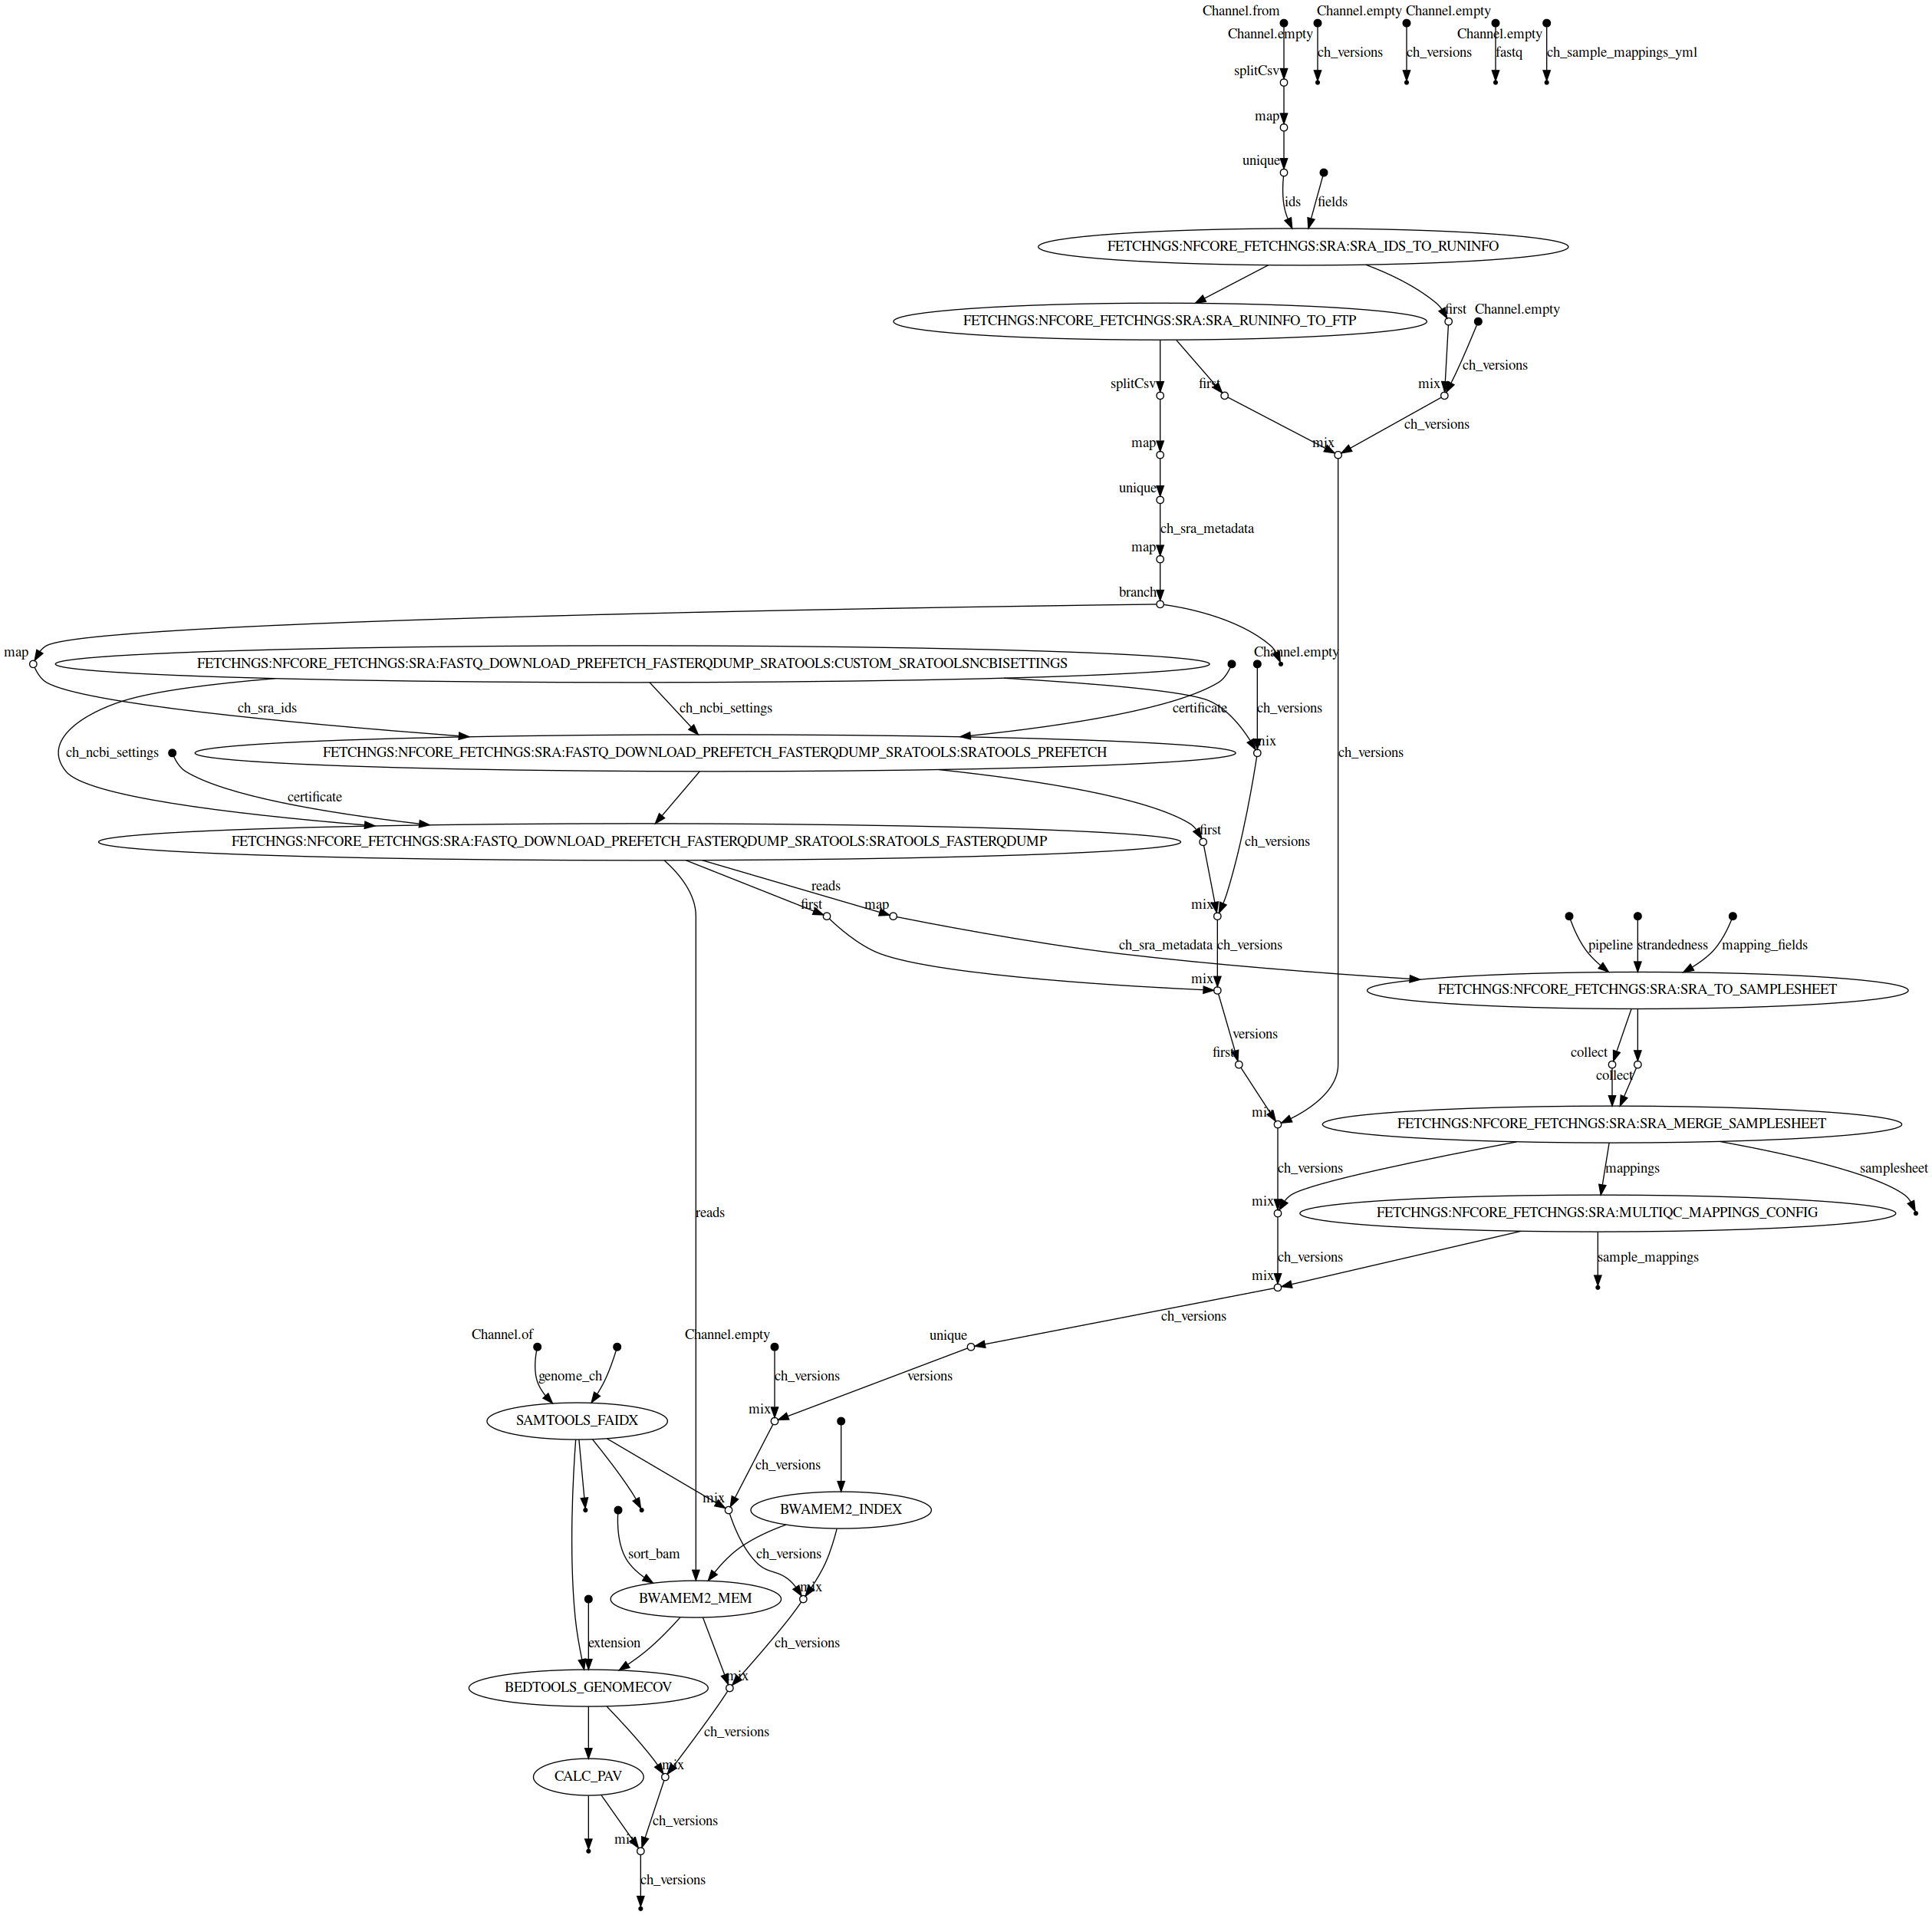 Channel.from
Channel.empty
Channel.empty
Channel.empty
Channel.empty
ch_versions
ch_versions
fastq
ch_sample_mappings_yml
splitCsv
map
unique
ids
fields
FETCHNGS:NFCORE_FETCHNGS:SRA:SRA_IDS_TO_RUNINFO
first
Channel.empty
FETCHNGS:NFCORE_FETCHNGS:SRA:SRA_RUNINFO_TO_FTP
ch_versions
splitCsv
first
mix
ch_versions
map
mix
unique
ch_sra_metadata
map
branch
map
Channel.empty
FETCHNGS:NFCORE_FETCHNGS:SRA:FASTQ_DOWNLOAD_PREFETCH_FASTERQDUMP_SRATOOLS:CUSTOM_SRATOOLSNCBISETTINGS
ch_sra_ids
ch_ncbi_settings
certificate
ch_versions
mix
ch_ncbi_settings
FETCHNGS:NFCORE_FETCHNGS:SRA:FASTQ_DOWNLOAD_PREFETCH_FASTERQDUMP_SRATOOLS:SRATOOLS_PREFETCH
ch_versions
certificate
first
FETCHNGS:NFCORE_FETCHNGS:SRA:FASTQ_DOWNLOAD_PREFETCH_FASTERQDUMP_SRATOOLS:SRATOOLS_FASTERQDUMP
ch_versions
reads
first
map
mix
ch_sra_metadata
ch_versions
pipeline
strandedness
mapping_fields
mix
FETCHNGS:NFCORE_FETCHNGS:SRA:SRA_TO_SAMPLESHEET
versions
first
collect
collect
mix
FETCHNGS:NFCORE_FETCHNGS:SRA:SRA_MERGE_SAMPLESHEET
ch_versions
mappings
samplesheet
mix
reads
FETCHNGS:NFCORE_FETCHNGS:SRA:MULTIQC_MAPPINGS_CONFIG
ch_versions
sample_mappings
mix
ch_versions
Channel.of
Channel.empty
unique
genome_ch
ch_versions
versions
mix
SAMTOOLS_FAIDX
ch_versions
mix
BWAMEM2_INDEX
sort_bam
ch_versions
mix
BWAMEM2_MEM
extension
ch_versions
mix
BEDTOOLS_GENOMECOV
ch_versions
mix
CALC_PAV
ch_versions
mix
ch_versions